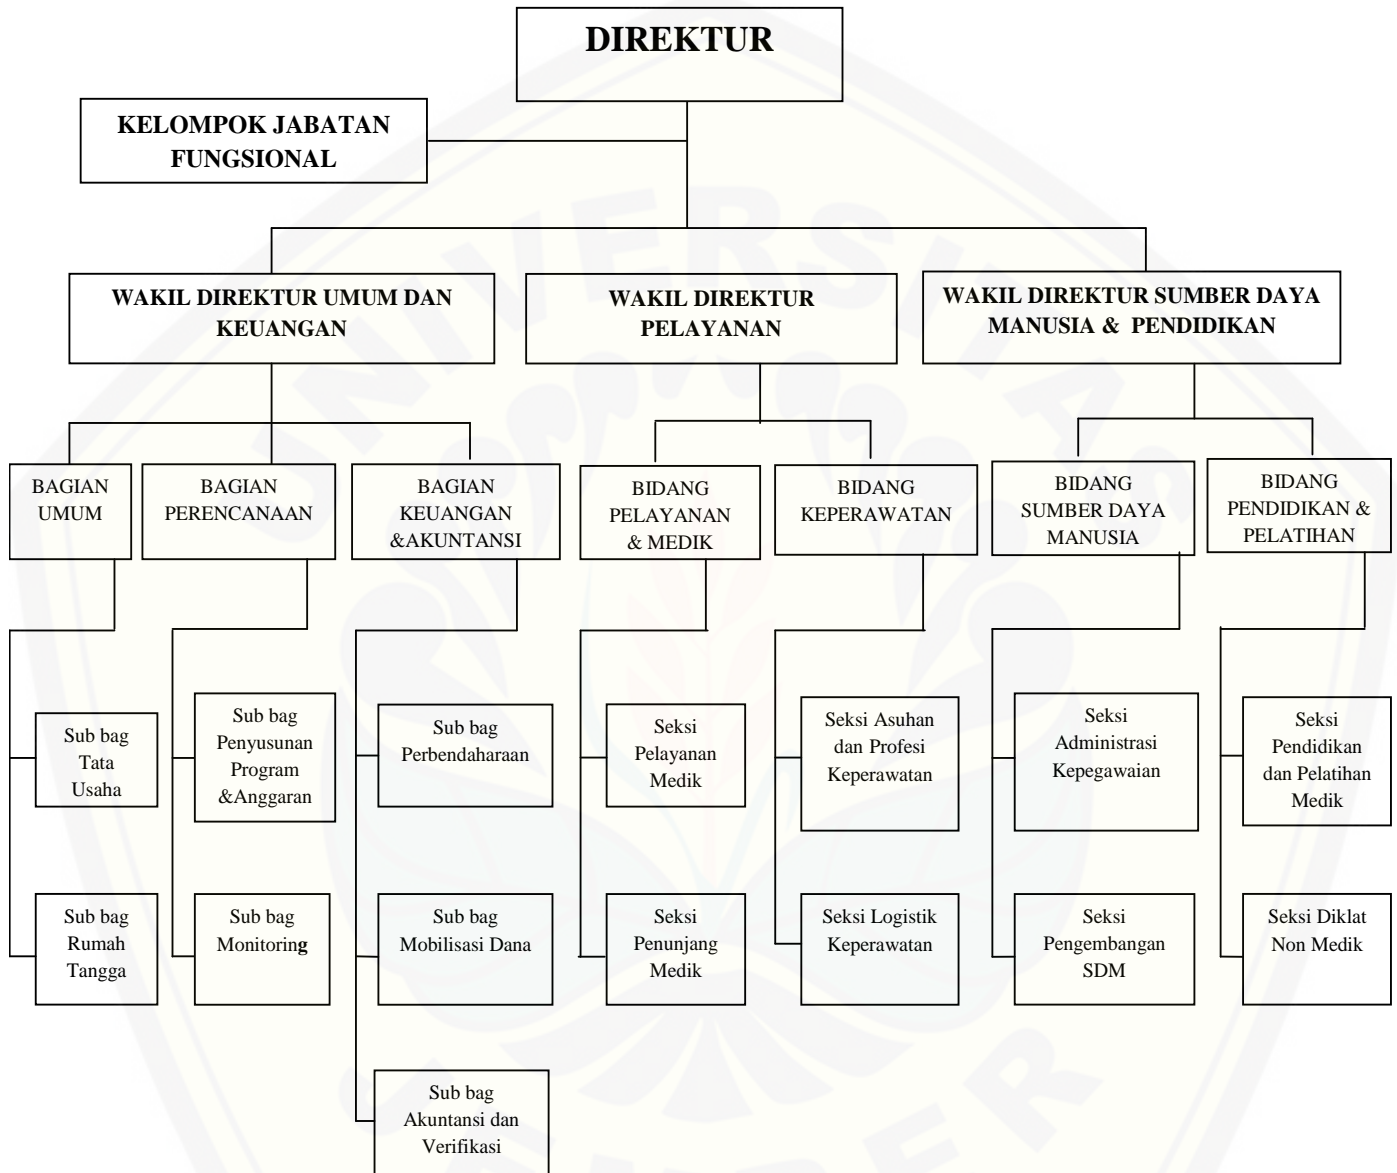 DIREKTUR
KELOMPOK JABATAN
FUNGSIONAL
WAKIL DIREKTUR UMUM DAN
KEUANGAN
WAKIL DIREKTUR
PELAYANAN
WAKIL DIREKTUR SUMBER DAYA
MANUSIA & PENDIDIKAN
BAGIAN
UMUM
BAGIAN
PERENCANAAN
BAGIAN
KEUANGAN
&AKUNTANSI
BIDANG
PELAYANAN
& MEDIK
BIDANG
KEPERAWATAN
BIDANG
SUMBER DAYA
MANUSIA
BIDANG
PENDIDIKAN &
PELATIHAN
Sub bag
Tata
Usaha
Sub bag
Penyusunan
Program
&Anggaran
Sub bag
Perbendaharaan
Seksi
Pelayanan
Medik
Seksi Asuhan
dan Profesi
Keperawatan
Seksi
Administrasi
Kepegawaian
Seksi
Pendidikan
dan Pelatihan
Medik
Sub bag
Rumah
Tangga
Sub bag
Monitoring
Sub bag
Mobilisasi Dana
Seksi
Penunjang
Medik
Seksi Logistik
Keperawatan
Seksi
Pengembangan
SDM
Seksi Diklat
Non Medik
Sub bag
Akuntansi dan
Verifikasi
UNIVERSITAS
JEMBER